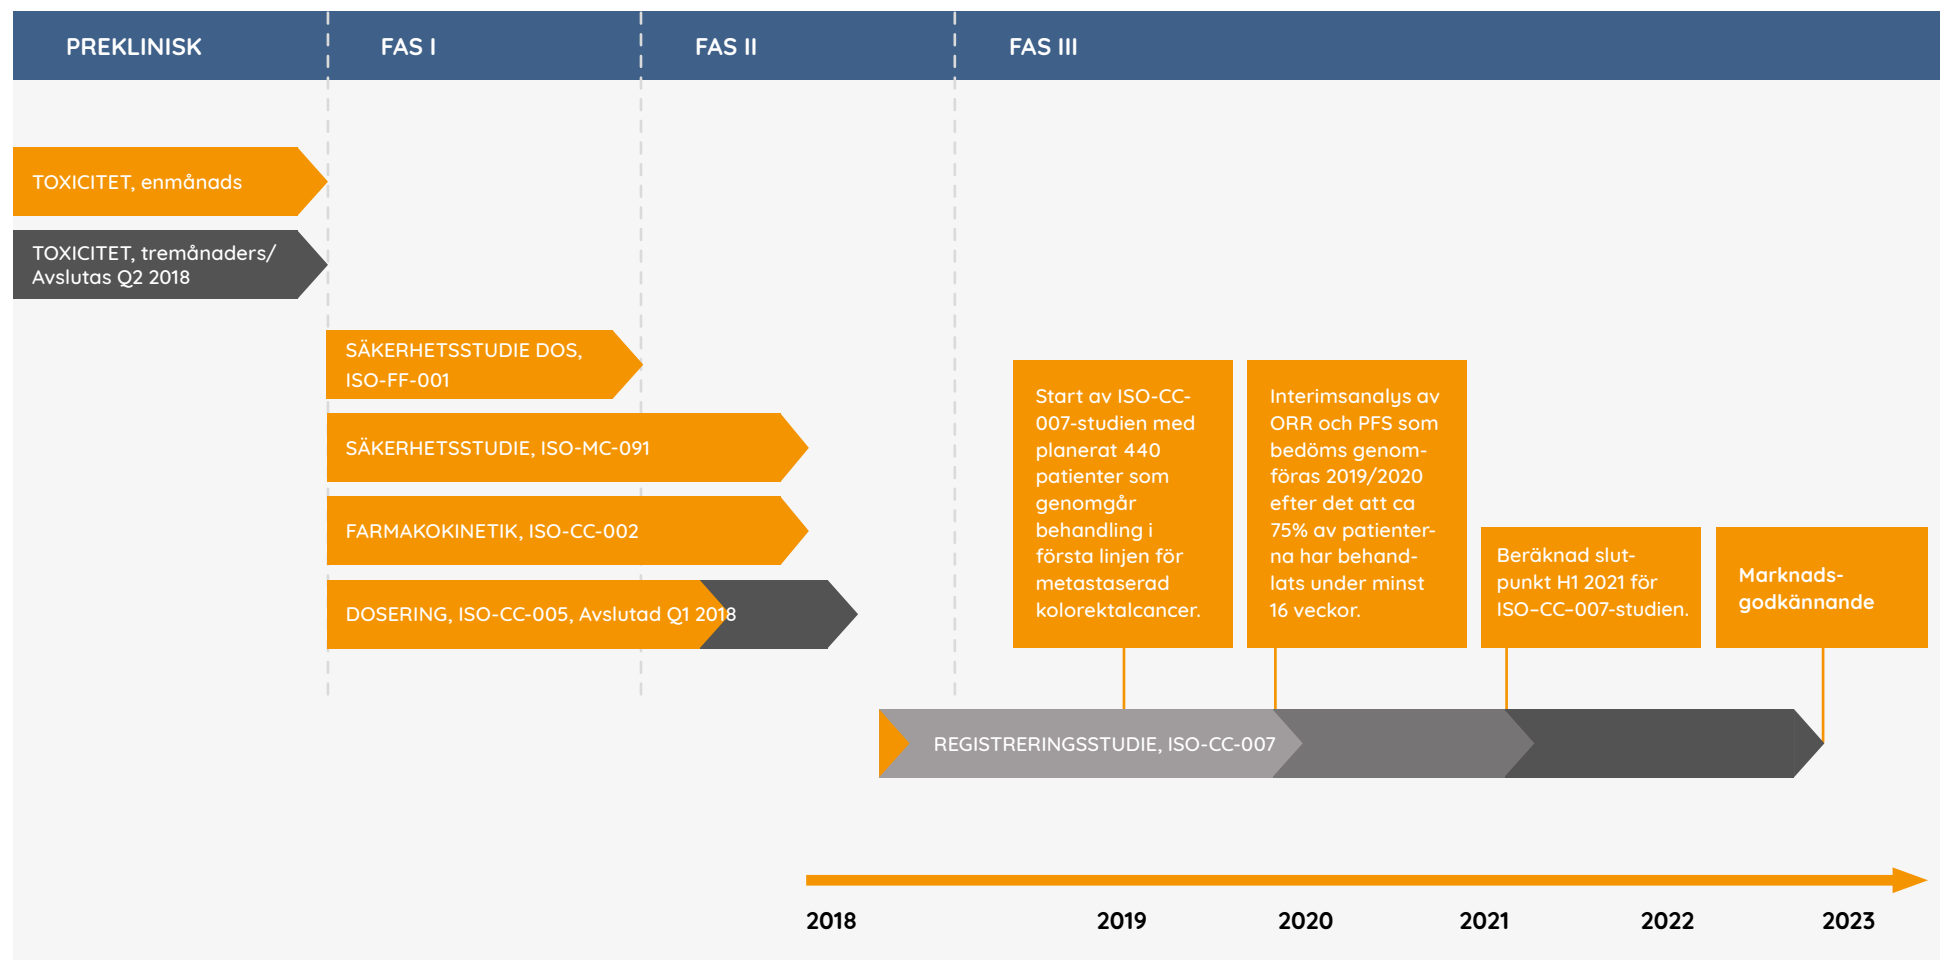 PREKLINISK
FAS I
FAS II
FAS III
TOXICITET, enmånads
TOXICITET, tremånaders/
Avslutas Q2 2018
SÄKERHETSSTUDIE DOS,
ISO-FF-001
SÄKERHETSSTUDIE, ISO-MC-091
FARMAKOKINETIK, ISO-CC-002
DOSERING, ISO-CC-005, Avslutad Q1 2018
Start av ISO-CC-
007-studien med
planerat 440
patienter som
genomgår
behandling i
första linjen för
metastaserad
kolorektalcancer.
Interimsanalys av
ORR och PFS som
bedöms genom-
föras 2019/2020
efter det att ca
75% av patienter-
na har behand-
lats under minst
16 veckor.
Beräknad slut-
punkt H1 2021 för
ISO–CC–007-studien.
Marknads-
godkännande
REGISTRERINGSSTUDIE, ISO-CC-007
2018
2019
2020
2021
2022
2023